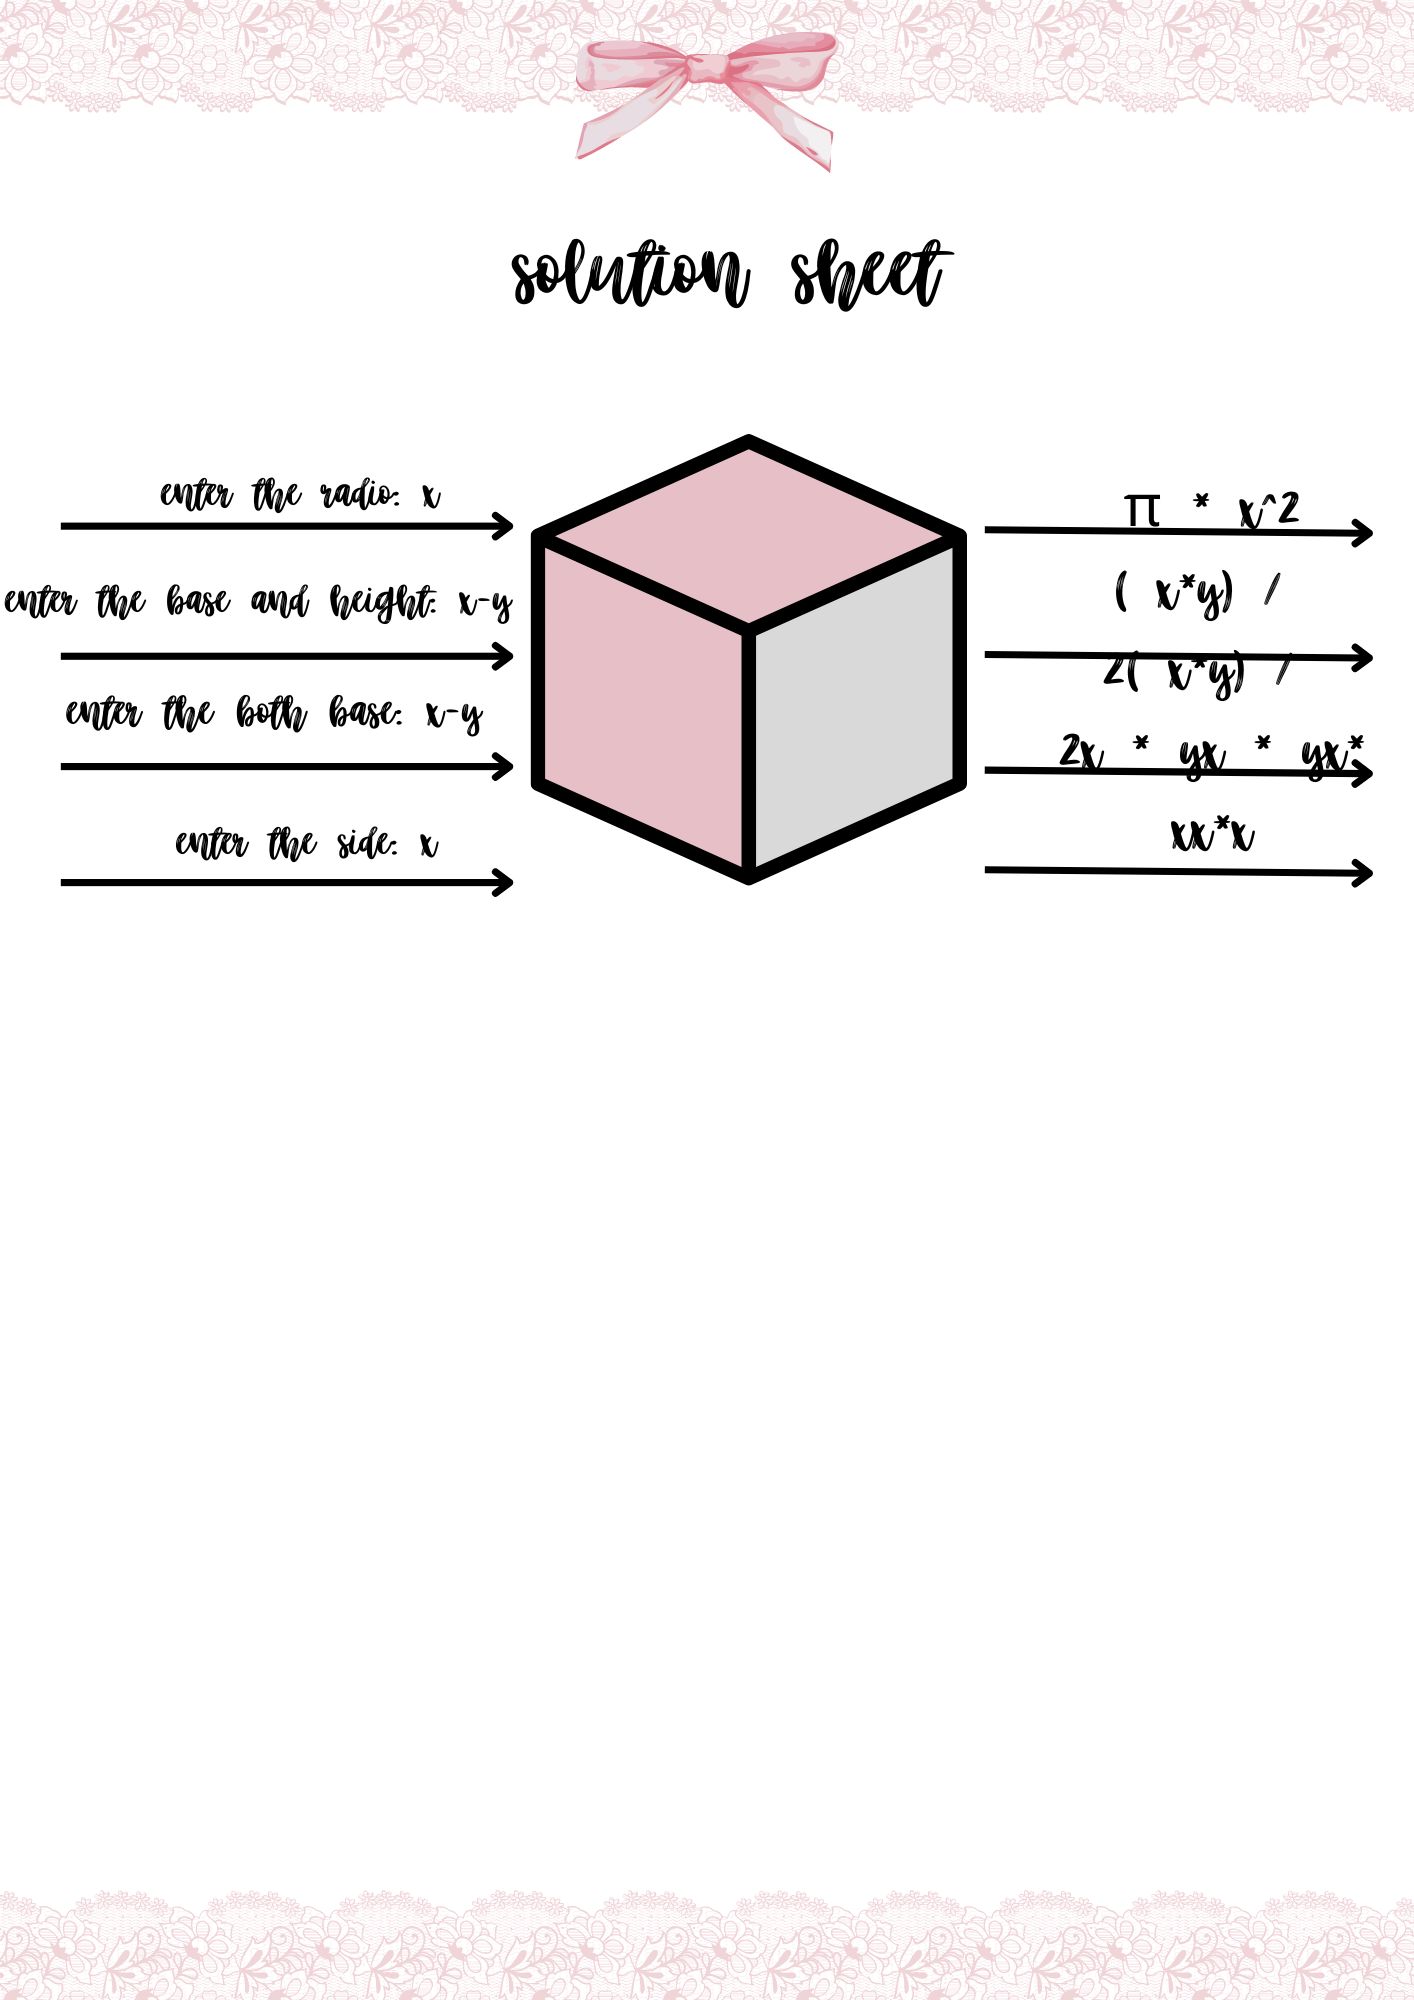 solution sheet
enter the radio: x
enter the base and height: x-y
enter the both base: x-y
enter the side: x
π * x^2
( x*y) /
2( x*y) /
2x * yx * yx*
xx*x